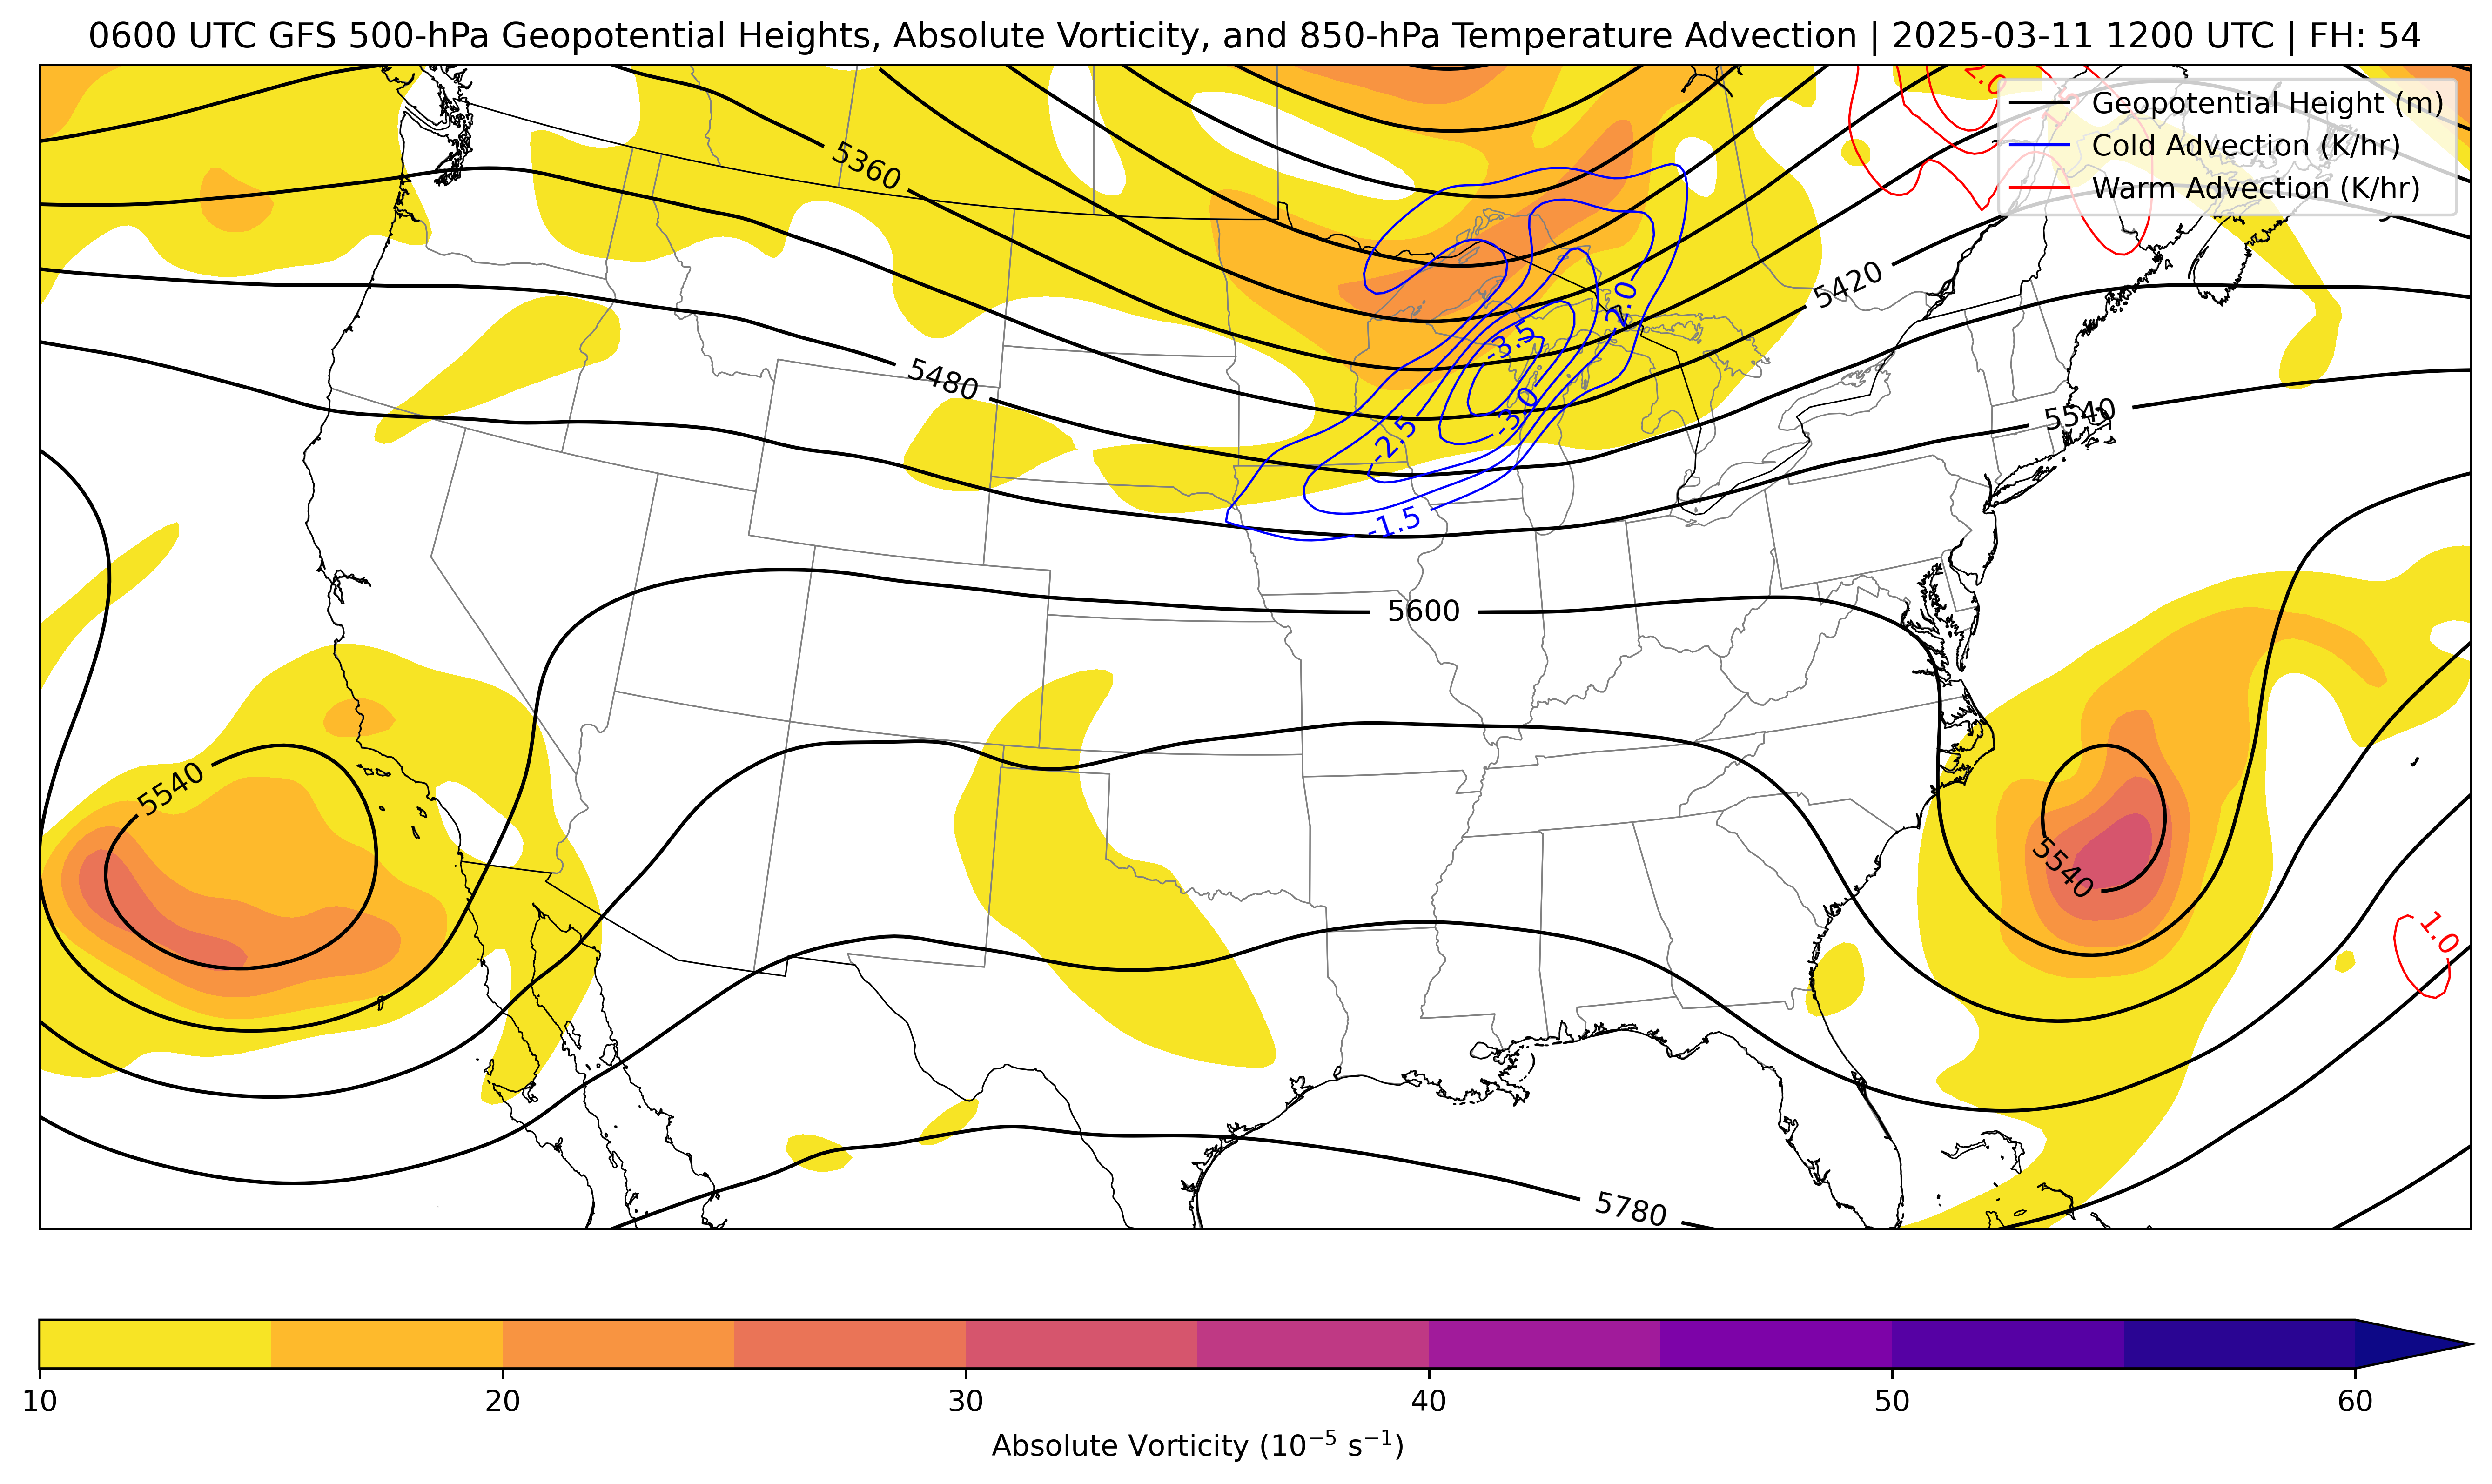 0600 UTC GFS 500-hPa Geopotential Heights, Absolute Vorticity, and 850-hPa Temperature Advection | 2025-03-11 1200 UTC | FH: 54
2.0
Geopotential Height (m)
Cold Advection (K/hr)
Warm Advection (K/hr)
5360
5420
-2.0
-3.5
5480
-3.0
5540
-2.5
-1.5
5600
5540
5540
1.0
5780
10 20 30 40 50 60
Absolute Vorticity (10⁻⁵ s⁻¹)